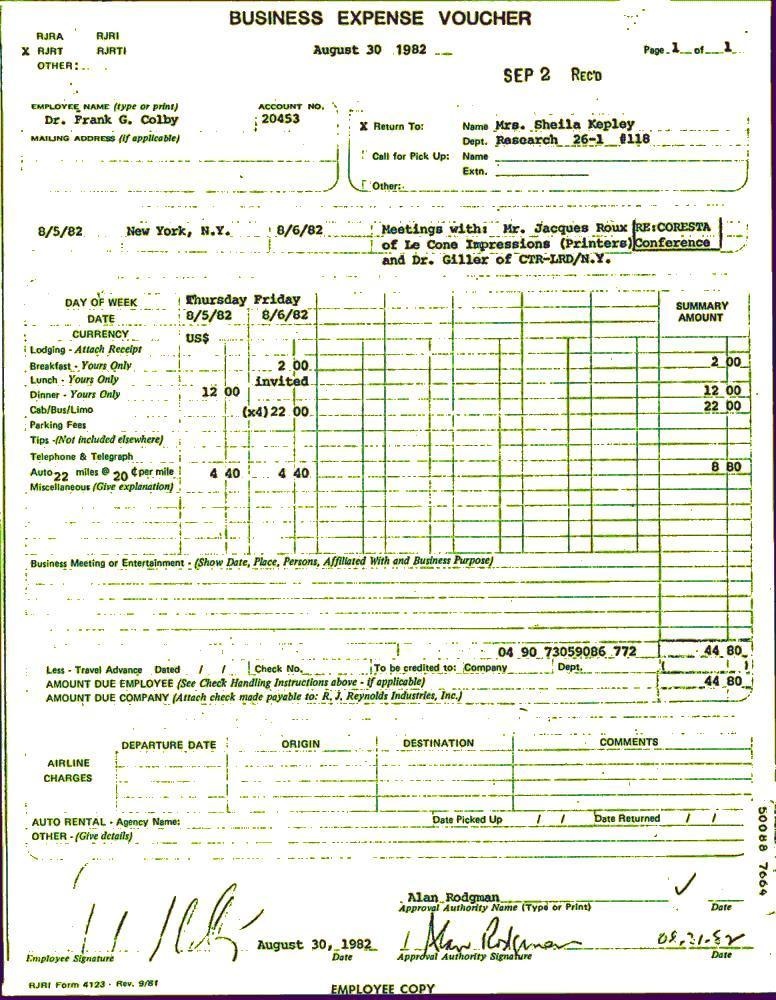 BUSINESS EXPENSE VOUCHER
RJRA RJRI
X RJRT RJRTI
OTHER:
August 30 1982
Page 1 of 1
SEP 2 REC'D
EMPLOYEE NAME (type or print) ACCOUNT NO.
Dr. Frank G. Colby 20453
MAILING ADDRESS (if applicable)
X Return To: Name Mrs. Sheila Kepley
Dept. Research 26-1 #118
Call for Pick Up: Name
Extn.
Other:
8/5/82 New York, N.Y. 8/6/82 Meetings with: Mr. Jacques Roux RE:CORESTA
of Le Cone Impressions (Printers) Conference
and Dr. Giller of CTR-LRD/N.Y.
DAY OF WEEK Thursday Friday SUMMARY AMOUNT
DATE 8/5/82 8/6/82
CURRENCY US$
Lodging - Attach Receipt
Breakfast - Yours Only 2 00 2 00
Lunch - Yours Only invited
Dinner - Yours Only 12 00 12 00
Cab/Bus/Limo (x4) 22 00 22 00
Parking Fees
Tips -(Not included elsewhere)
Telephone & Telegraph
Auto 22 miles @ 20 ¢ per mile 4 40 4 40 8 80
Miscellaneous (Give explanation)
Business Meeting or Entertainment - (Show Date, Place, Persons, Affiliated With and Business Purpose)
04 90 73059086 772 44 80
Less - Travel Advance Dated / / Check No. To be credited to: Company Dept.
AMOUNT DUE EMPLOYEE (See Check Handling Instructions above - if applicable) 44 80
AMOUNT DUE COMPANY (Attach check made payable to: R. J. Reynolds Industries, Inc.)
DEPARTURE DATE ORIGIN DESTINATION COMMENTS
AIRLINE
CHARGES
AUTO RENTAL - Agency Name: Date Picked Up / / Date Returned / /
OTHER - (Give details)
50088 7664
Alan Rodgman
Approval Authority Name (Type or Print) Date
August 30, 1982 Alan Rodgman 08.31.82
Employee Signature Date Approval Authority Signature Date
RJRI Form 4123 - Rev. 9/81
EMPLOYEE COPY